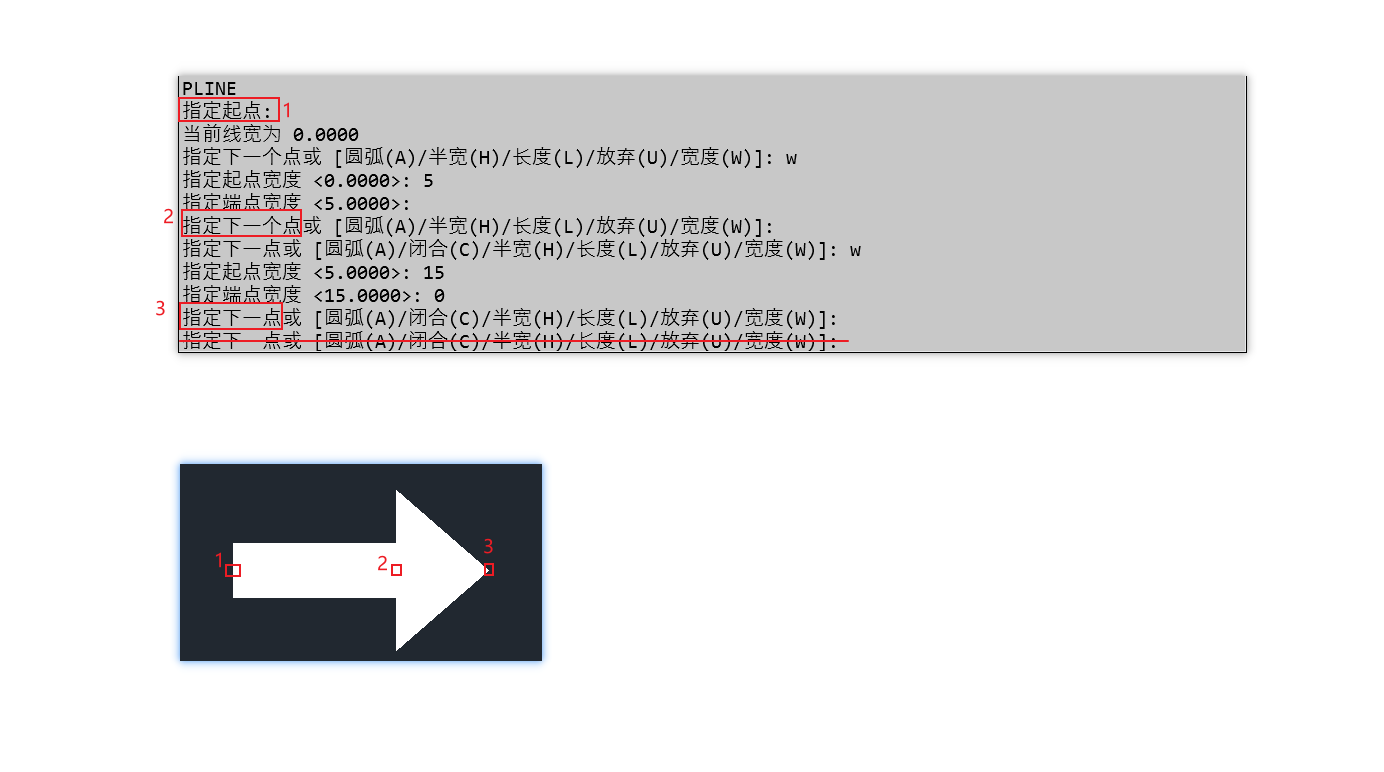 PLINE
指定起点: 1
当前线宽为 0.0000
指定下一个点或 [圆弧(A)/半宽(H)/长度(L)/放弃(U)/宽度(W)]: w
指定起点宽度 <0.0000>: 5
指定端点宽度 <5.0000>:
2 指定下一个点或 [圆弧(A)/半宽(H)/长度(L)/放弃(U)/宽度(W)]:
指定下一点或 [圆弧(A)/闭合(C)/半宽(H)/长度(L)/放弃(U)/宽度(W)]: w
指定起点宽度 <5.0000>: 15
指定端点宽度 <15.0000>: 0
3 指定下一点或 [圆弧(A)/闭合(C)/半宽(H)/长度(L)/放弃(U)/宽度(W)]:
指定下一点或 [圆弧(A)/闭合(C)/半宽(H)/长度(L)/放弃(U)/宽度(W)]:
1 2 3